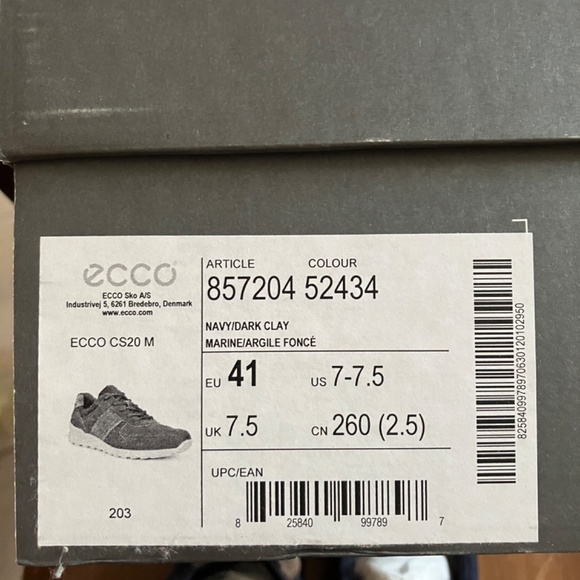 ecco
ECCO Sko A/S
Industrivej 5, 6261 Bredebro, Denmark
www.ecco.com
ECCO CS20 M
203
ARTICLE COLOUR
857204 52434
NAVY/DARK CLAY
MARINE/ARGILE FONCÉ
EU 41 US 7-7.5
UK 7.5 CN 260 (2.5)
UPC/EAN
8 25840 99789 7
825840997897063012010 2950